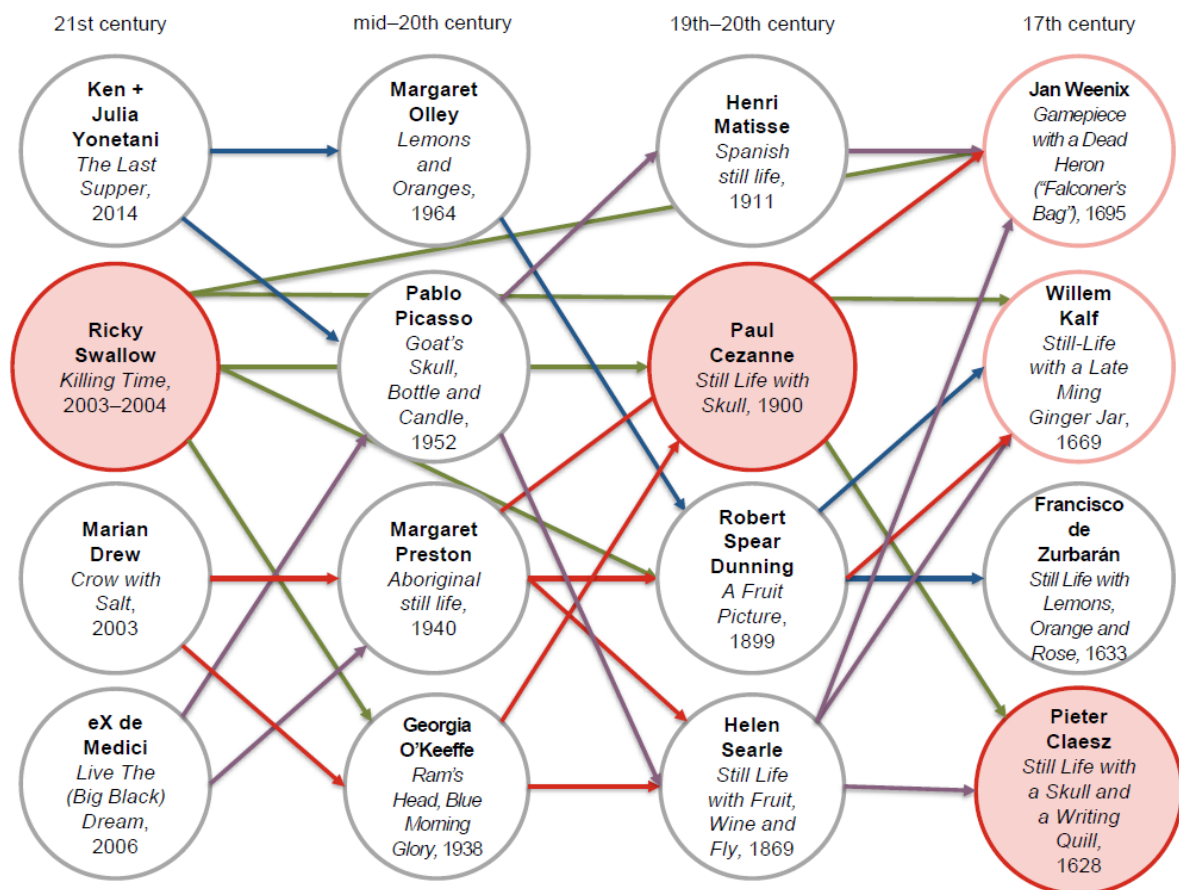 21st century
mid–20th century
19th–20th century
17th century
Ken +
Julia
Yonetani
The Last
Supper,
2014
Margaret
Olley
Lemons
and
Oranges,
1964
Henri
Matisse
Spanish
still life,
1911
Jan Weenix
Gamepiece
with a Dead
Heron
(“Falconer’s
Bag”), 1695
Ricky
Swallow
Killing Time,
2003–2004
Pablo
Picasso
Goat’s
Skull,
Bottle and
Candle,
1952
Paul
Cezanne
Still Life with
Skull, 1900
Willem
Kalf
Still-Life
with a Late
Ming
Ginger Jar,
1669
Marian
Drew
Crow with
Salt,
2003
Margaret
Preston
Aboriginal
still life,
1940
Robert
Spear
Dunning
A Fruit
Picture,
1899
Francisco
de
Zurbarán
Still Life with
Lemons,
Orange and
Rose, 1633
eX de
Medici
Live The
(Big Black)
Dream,
2006
Georgia
O’Keeffe
Ram’s
Head, Blue
Morning
Glory, 1938
Helen
Searle
Still Life
with Fruit,
Wine and
Fly, 1869
Pieter
Claesz
Still Life with
a Skull and
a Writing
Quill,
1628